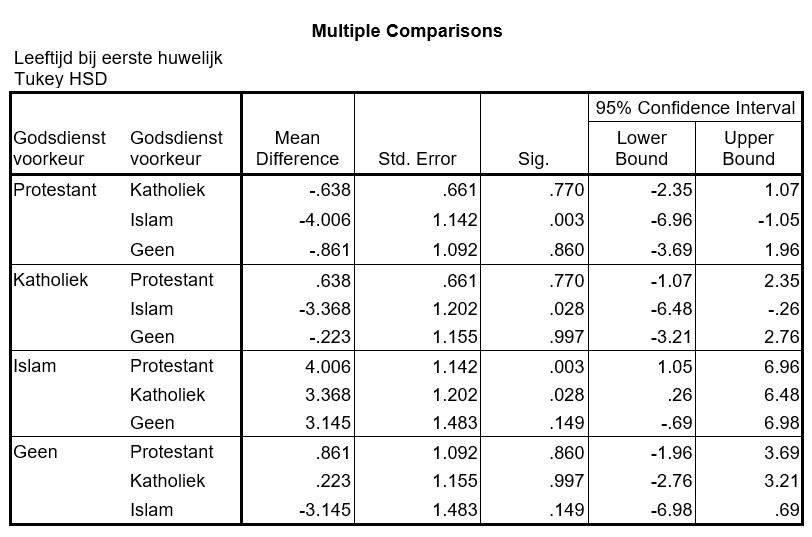 Multiple Comparisons
Leeftijd bij eerste huwelijk
Tukey HSD
95% Confidence Interval
Godsdienst Godsdienst Mean Lower Upper
voorkeur voorkeur Difference Std. Error Sig. Bound Bound
Protestant Katholiek -.638 .661 .770 -2.35 1.07
Islam -4.006 1.142 .003 -6.96 -1.05
Geen -.861 1.092 .860 -3.69 1.96
Katholiek Protestant .638 .661 .770 -1.07 2.35
Islam -3.368 1.202 .028 -6.48 -.26
Geen -.223 1.155 .997 -3.21 2.76
Islam Protestant 4.006 1.142 .003 1.05 6.96
Katholiek 3.368 1.202 .028 .26 6.48
Geen 3.145 1.483 .149 -.69 6.98
Geen Protestant .861 1.092 .860 -1.96 3.69
Katholiek .223 1.155 .997 -2.76 3.21
Islam -3.145 1.483 .149 -6.98 .69